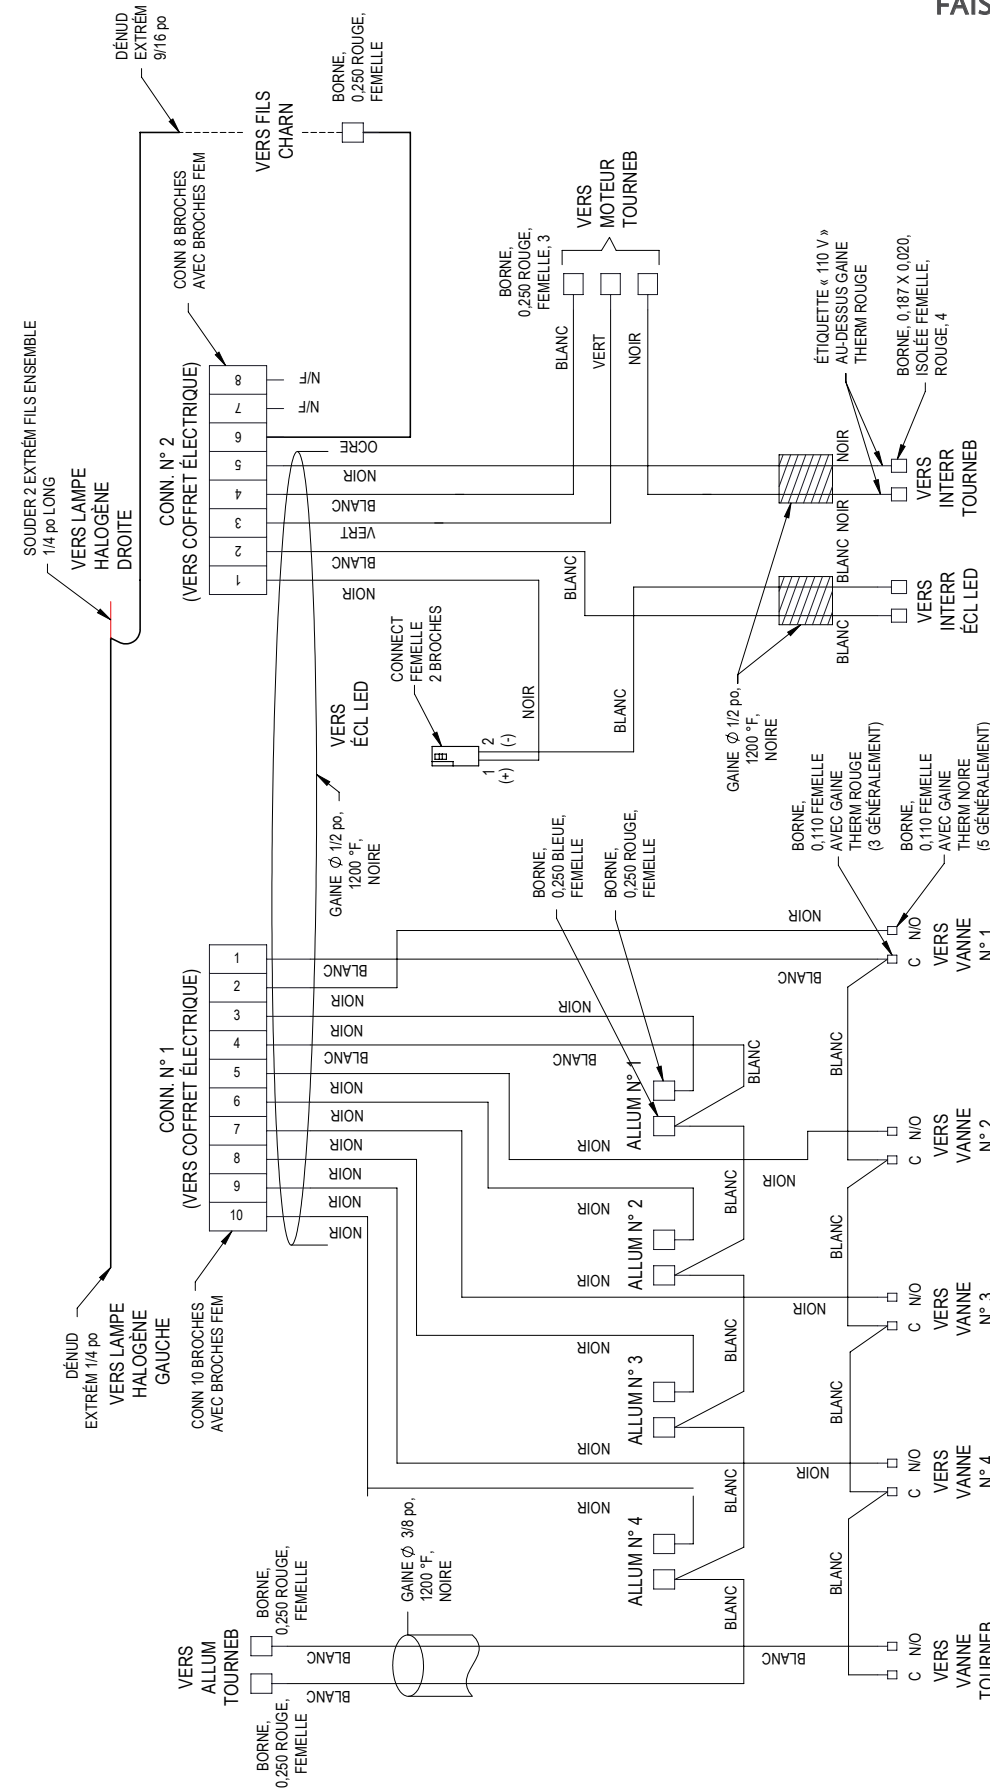 FAIS
DÉNUD
EXTRÉM
9/16 po
VERS FILS
CHARN
BORNE,
0,250 ROUGE,
FEMELLE
CONN 8 BROCHES
AVEC BROCHES FEM
SOUDER 2 EXTRÉM FILS ENSEMBLE
1/4 po LONG
VERS LAMPE
HALOGÈNE
DROITE
CONN. N° 2
(VERS COFFRET ÉLECTRIQUE)
8
7
6
5
4
3
2
1
N/F
N/F
OCRE
NOIR
BLANC
VERT
BLANC
NOIR
BORNE,
0,250 ROUGE,
FEMELLE, 3
VERS
MOTEUR
TOURNEB
BLANC
VERT
NOIR
ÉTIQUETTE « 110 V »
AU-DESSUS GAINE
THERM ROUGE
BORNE, 0,187 X 0,020,
ISOLÉE FEMELLE,
ROUGE, 4
NOIR
NOIR
VERS
INTERR
TOURNEB
BLANC
BLANC
VERS
INTERR
ÉCL LED
BLANC
GAINE Ø 1/2 po,
1200 °F,
NOIRE
VERS
ÉCL LED
CONNECT
FEMELLE
2 BROCHES
1
(+)
2
(-)
NOIR
BLANC
GAINE Ø 1/2 po,
1200 °F,
NOIRE
DÉNUD
EXTRÉM 1/4 po
VERS LAMPE
HALOGÈNE
GAUCHE
CONN 10 BROCHES
AVEC BROCHES FEM
CONN. N° 1
(VERS COFFRET ÉLECTRIQUE)
1
2
3
4
5
6
7
8
9
10
BLANC
NOIR
NOIR
BLANC
NOIR
NOIR
NOIR
NOIR
NOIR
NOIR
BORNE,
0,250 BLEUE,
FEMELLE
BORNE,
0,250 ROUGE,
FEMELLE
BORNE,
0,110 FEMELLE
AVEC GAINE
THERM ROUGE
(3 GÉNÉRALEMENT)
BORNE,
0,110 FEMELLE
AVEC GAINE
THERM NOIRE
(5 GÉNÉRALEMENT)
NOIR
BLANC
NOIR
BLANC
ALLUM N° 1
BLANC
NOIR
NOIR
ALLUM N° 2
NOIR
BLANC
NOIR
NOIR
ALLUM N° 3
NOIR
BLANC
NOIR
NOIR
ALLUM N° 4
NOIR
BLANC
BLANC
BLANC
BLANC
BLANC
BLANC
C N/O
VERS
VANNE
N° 1
C N/O
VERS
VANNE
N° 2
C N/O
VERS
VANNE
N° 3
C N/O
VERS
VANNE
N° 4
C N/O
VERS
VANNE
TOURNEB
GAINE Ø 3/8 po,
1200 °F,
NOIRE
VERS
ALLUM
TOURNEB
BORNE,
0,250 ROUGE,
FEMELLE
BORNE,
0,250 ROUGE,
FEMELLE
BLANC
BLANC
BLANC